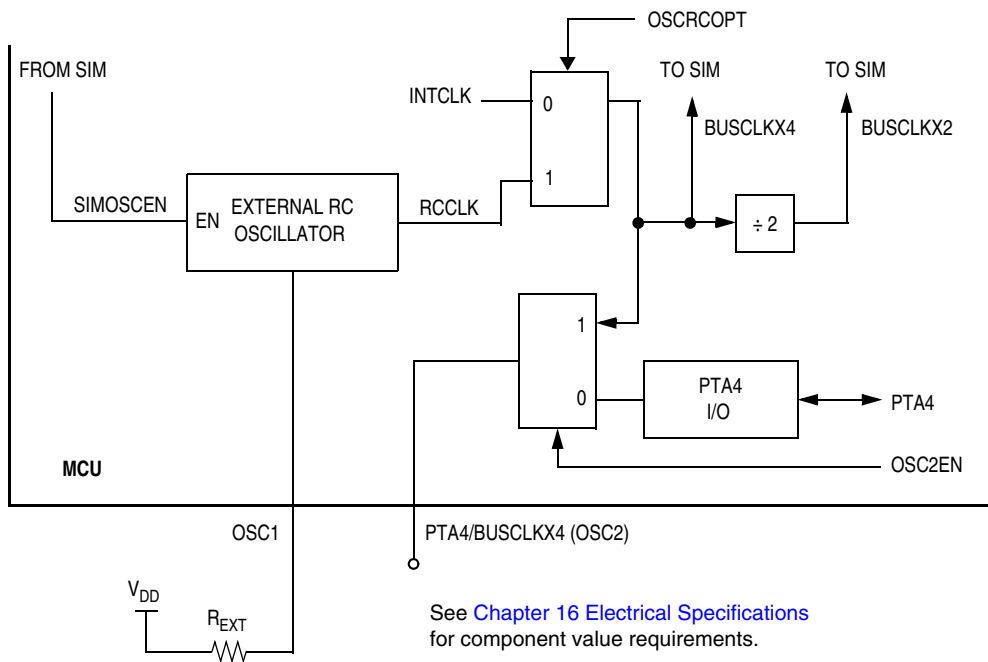 OSCRCOPT
FROM SIM
TO SIM
TO SIM
INTCLK
0
BUSCLKX4
BUSCLKX2
1
SIMOSCEN
EN
EXTERNAL RC
OSCILLATOR
RCCLK
÷ 2
1
0
PTA4
I/O
PTA4
MCU
OSC2EN
OSC1
PTA4/BUSCLKX4 (OSC2)
VDD
REXT
See Chapter 16 Electrical Specifications
for component value requirements.